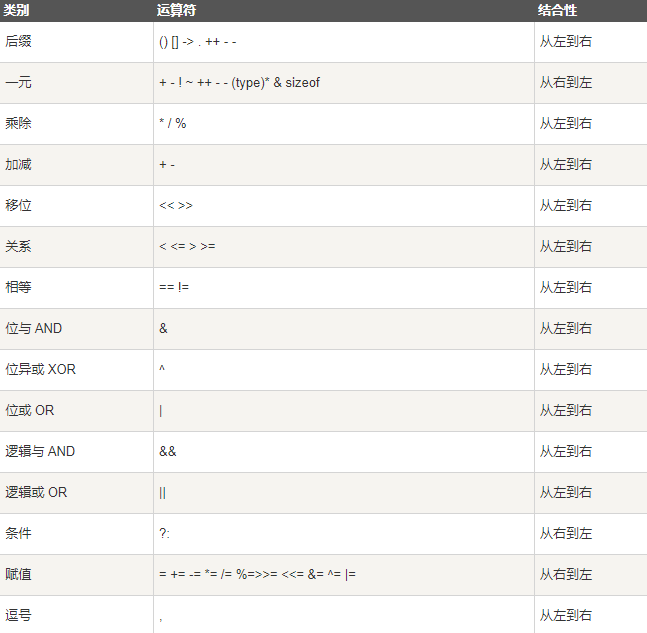 类别 运算符 结合性
后缀 () [] -> . ++ - - 从左到右
一元 + - ! ~ ++ - - (type)* & sizeof 从右到左
乘除 * / % 从左到右
加减 + - 从左到右
移位 << >> 从左到右
关系 < <= > >= 从左到右
相等 == != 从左到右
位与 AND & 从左到右
位异或 XOR ^ 从左到右
位或 OR | 从左到右
逻辑与 AND && 从左到右
逻辑或 OR || 从左到右
条件 ?: 从右到左
赋值 = += -= *= /= %=>>= <<= &= ^= |= 从右到左
逗号 , 从左到右